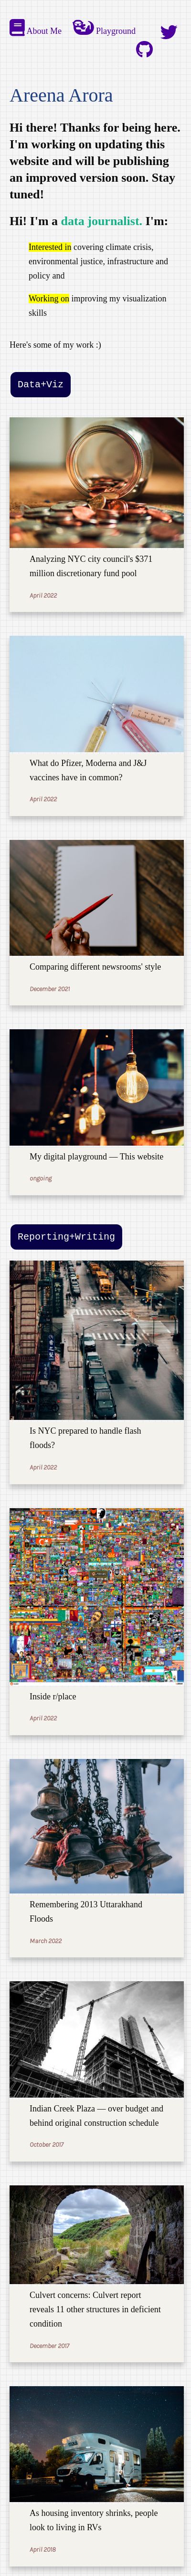 About Me Playground
Areena Arora
Hi there! Thanks for being here.
I'm working on updating this
website and will be publishing
an improved version soon. Stay
tuned!
Hi! I'm a data journalist. I'm:
Interested in covering climate crisis,
environmental justice, infrastructure and
policy and
Working on improving my visualization
skills
Here's some of my work :)
Data+Viz
Analyzing NYC city council's $371
million discretionary fund pool
April 2022
What do Pfizer, Moderna and J&J
vaccines have in common?
April 2022
Comparing different newsrooms' style
December 2021
My digital playground — This website
ongoing
Reporting+Writing
Is NYC prepared to handle flash
floods?
April 2022
Inside r/place
April 2022
Remembering 2013 Uttarakhand
Floods
March 2022
Indian Creek Plaza — over budget and
behind original construction schedule
October 2017
Culvert concerns: Culvert report
reveals 11 other structures in deficient
condition
December 2017
As housing inventory shrinks, people
look to living in RVs
April 2018